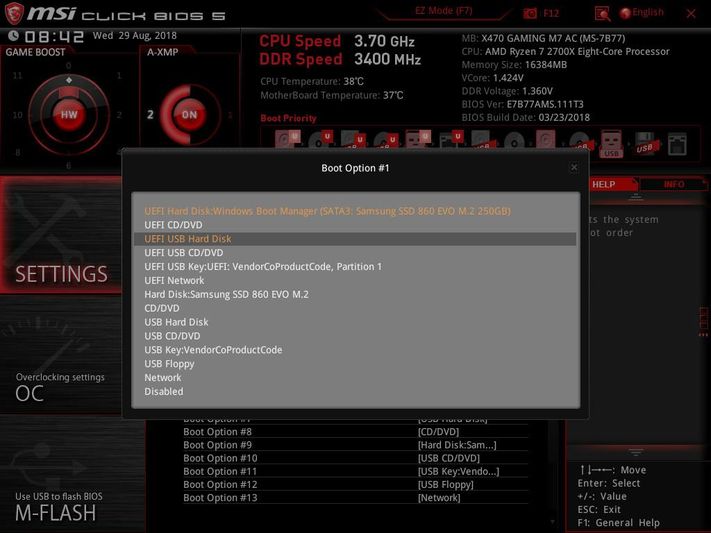 msi CLICK BIOS 5
EZ Mode (F7)
F12
English
08:42 Wed 29 Aug, 2018
GAME BOOST
A-XMP
CPU Speed 3.70 GHz
DDR Speed 3400 MHz
CPU Temperature: 38℃
MotherBoard Temperature: 37℃
MB: X470 GAMING M7 AC (MS-7B77)
CPU: AMD Ryzen 7 2700X Eight-Core Processor
Memory Size: 16384MB
VCore: 1.424V
DDR Voltage: 1.360V
BIOS Ver: E7B77AMS.111T3
BIOS Build Date: 03/23/2018
0
11
1
HW
10
2
8
4
6
2
ON
Boot Priority
U
U
U
U
U
U
USB
USB
Boot Option #1
HELP
INFO
UEFI Hard Disk:Windows Boot Manager (SATA3: Samsung SSD 860 EVO M.2 250GB)
UEFI CD/DVD
UEFI USB Hard Disk
UEFI USB CD/DVD
UEFI USB Key:UEFI: VendorCoProductCode, Partition 1
UEFI Network
Hard Disk:Samsung SSD 860 EVO M.2
CD/DVD
USB Hard Disk
USB CD/DVD
USB Key:VendorCoProductCode
USB Floppy
Network
Disabled
ts the system
ot order
SETTINGS
Overclocking settings
OC
Use USB to flash BIOS
M-FLASH
Boot Option #7 [USB Hard Disk]
Boot Option #8 [CD/DVD]
Boot Option #9 [Hard Disk:Sam...]
Boot Option #10 [USB CD/DVD]
Boot Option #11 [USB Key:Vendo...]
Boot Option #12 [USB Floppy]
Boot Option #13 [Network]
↑↓→←: Move
Enter: Select
+/-: Value
ESC: Exit
F1: General Help